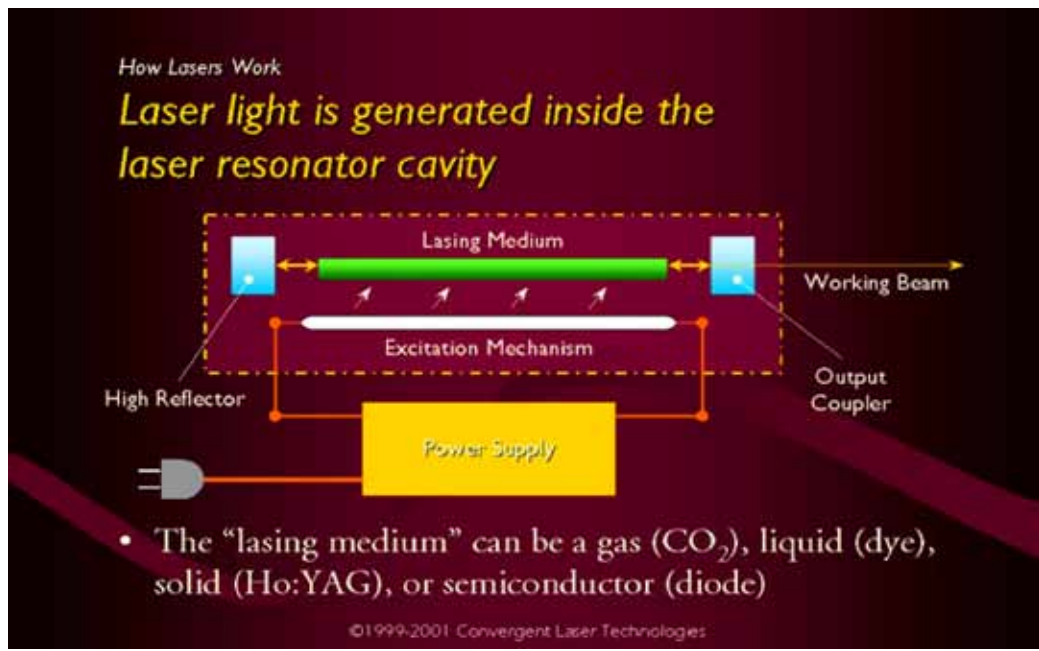 How Lasers Work
Laser light is generated inside the
laser resonator cavity
Lasing Medium
Working Beam
Excitation Mechanism
High Reflector
Output
Coupler
Power Supply
• The “lasing medium” can be a gas (CO₂), liquid (dye),
solid (Ho:YAG), or semiconductor (diode)
©1999-2001 Convergent Laser Technologies